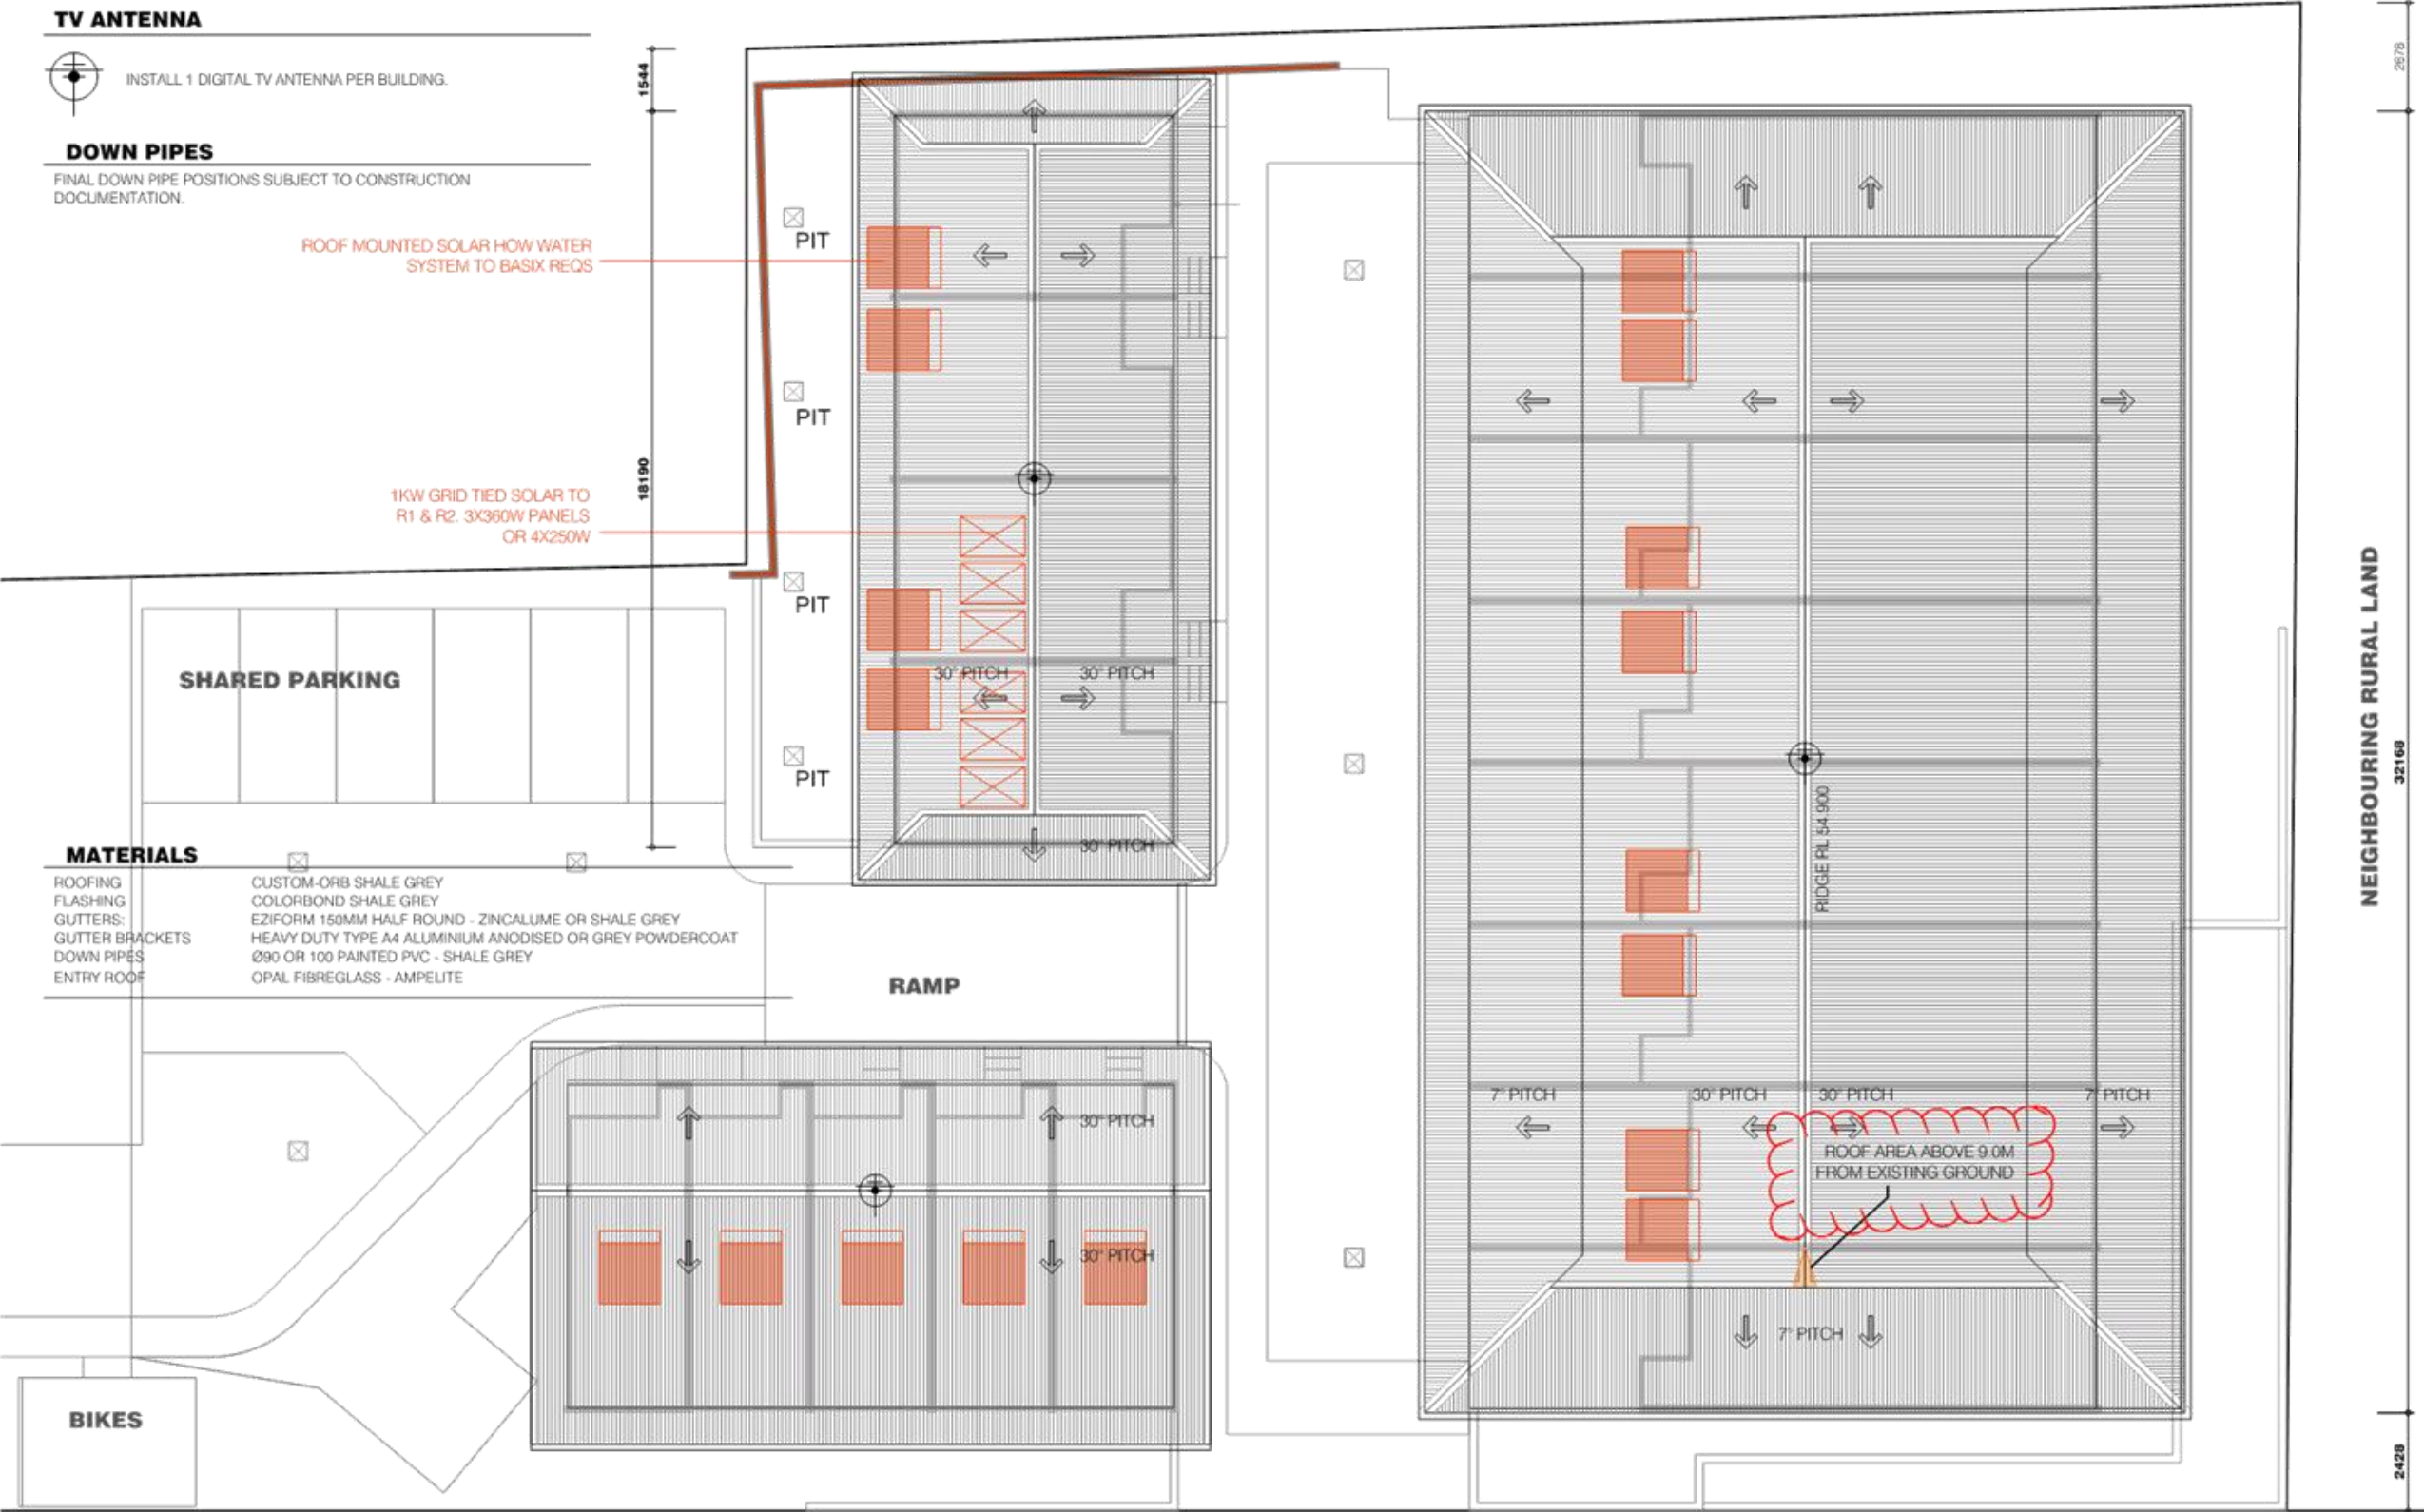 TV ANTENNA
INSTALL 1 DIGITAL TV ANTENNA PER BUILDING.
DOWN PIPES
FINAL DOWN PIPE POSITIONS SUBJECT TO CONSTRUCTION
DOCUMENTATION.
ROOF MOUNTED SOLAR HOW WATER
SYSTEM TO BASIX REQS
1KW GRID TIED SOLAR TO
R1 & R2. 3X360W PANELS
OR 4X250W
1544
18190
PIT
PIT
PIT
PIT
30° PITCH
30° PITCH
30° PITCH
SHARED PARKING
MATERIALS
ROOFING CUSTOM-ORB SHALE GREY
FLASHING COLORBOND SHALE GREY
GUTTERS: EZIFORM 150MM HALF ROUND - ZINCALUME OR SHALE GREY
GUTTER BRACKETS HEAVY DUTY TYPE A4 ALUMINIUM ANODISED OR GREY POWDERCOAT
DOWN PIPES Ø90 OR 100 PAINTED PVC - SHALE GREY
ENTRY ROOF OPAL FIBREGLASS - AMPELITE
RAMP
30° PITCH
30° PITCH
BIKES
RIDGE RL 54.900
7° PITCH
30° PITCH
30° PITCH
7° PITCH
ROOF AREA ABOVE 9.0M
FROM EXISTING GROUND
7° PITCH
NEIGHBOURING RURAL LAND
2678
32168
2428